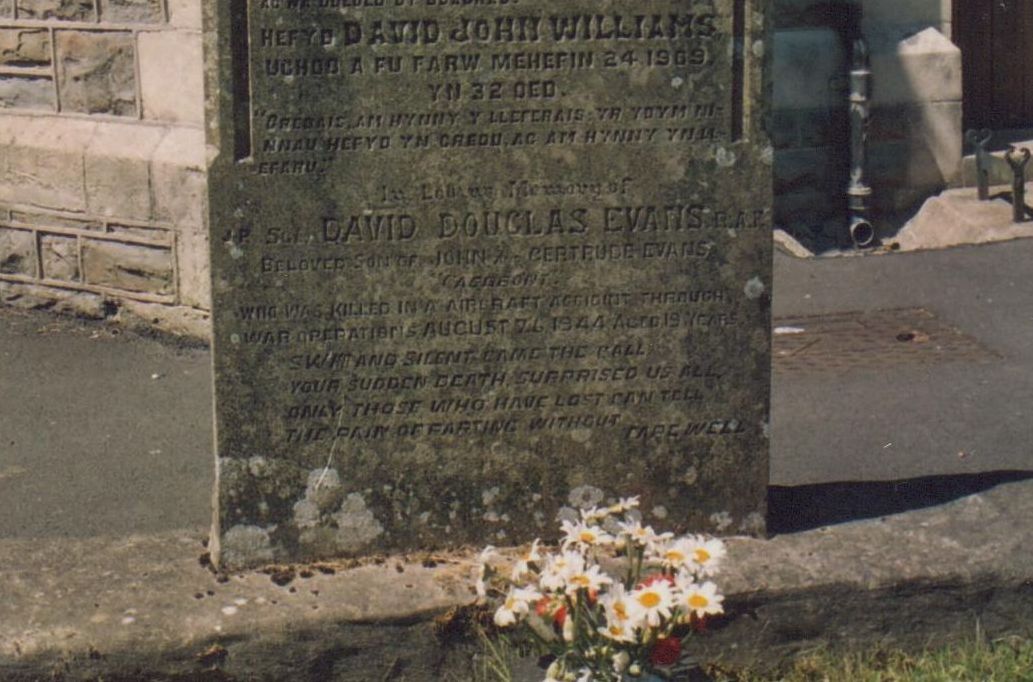 HEFYD DAVID JOHN WILLIAMS
UCHOD A FU FARW MEHEFIN 24, 1969,
YN 32 OED.
"CREDAIS, AM HYNNY Y LLEFERAIS: YR YDYM NI-
NNAU HEFYD YN CREDU, AC AM HYNNY YN LL-
EFARU."
In Loving Memory of
SGT. DAVID DOUGLAS EVANS R.A.F.
BELOVED SON OF JOHN & GERTRUDE EVANS
WHO WAS KILLED IN A AIRCRAFT ACCIDENT THROUGH
WAR OPERATIONS AUGUST 1944 AGED 19 YEARS
SWIFT AND SILENT CAME THE CALL
YOUR SUDDEN DEATH SURPRISED US ALL,
ONLY THOSE WHO HAVE LOST CAN TELL
THE PAIN OF PARTING WITHOUT FAREWELL